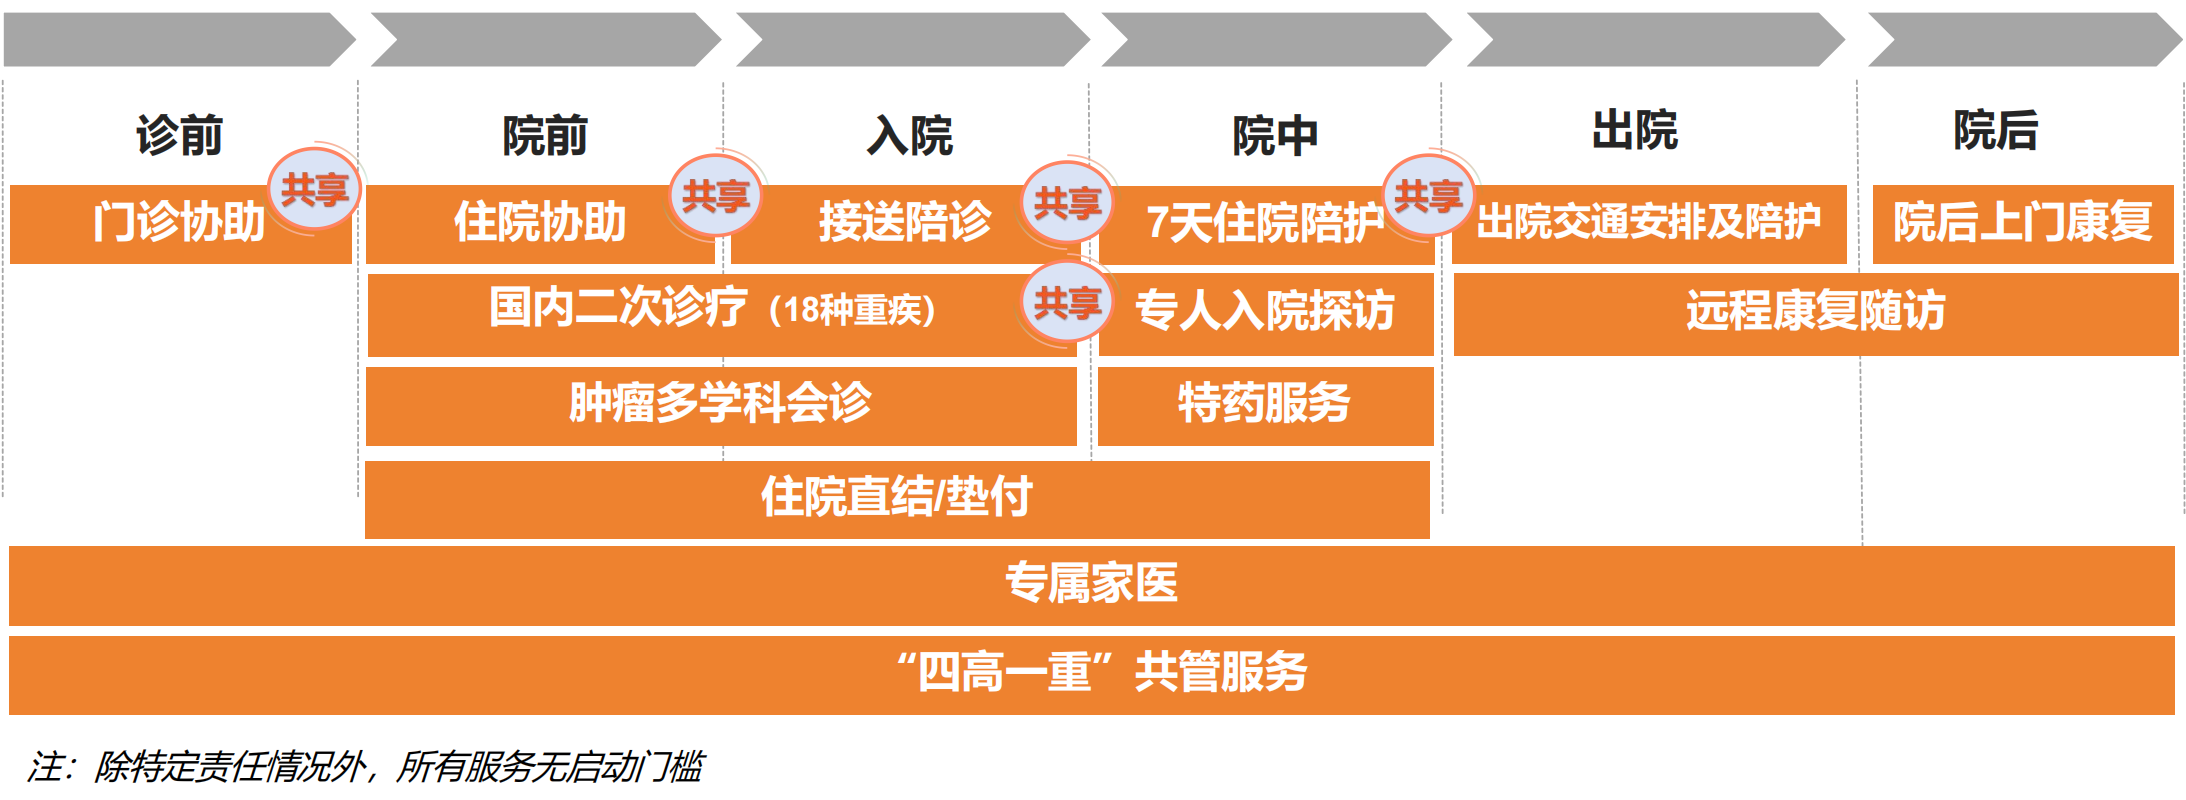 诊前
院前
入院
院中
出院
院后
门诊协助
共享
住院协助
共享
接送陪诊
共享
7天住院陪护
共享
出院交通安排及陪护
院后上门康复
国内二次诊疗（18种重疾）
共享
专人入院探访
远程康复随访
肿瘤多学科会诊
特药服务
住院直结/垫付
专属家医
“四高一重”共管服务
注：除特定责任情况外，所有服务无启动门槛